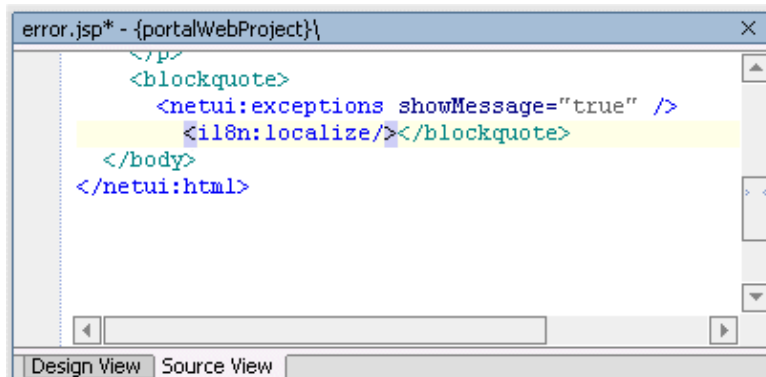 error.jsp* - {portalWebProject}\
</p>
<blockquote>
<netui:exceptions showMessage="true" />
<i18n:localize/></blockquote>
</body>
</netui:html>
Design View Source View